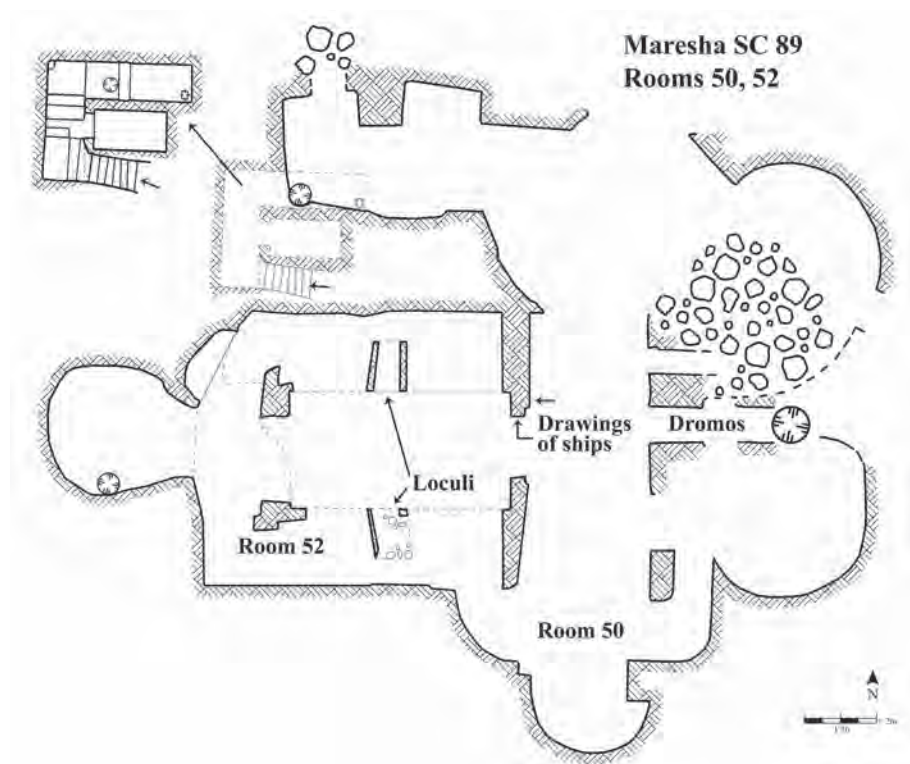 Maresha SC 89
Rooms 50, 52
Drawings
of ships
Dromos
Loculi
Room 52
Room 50
N